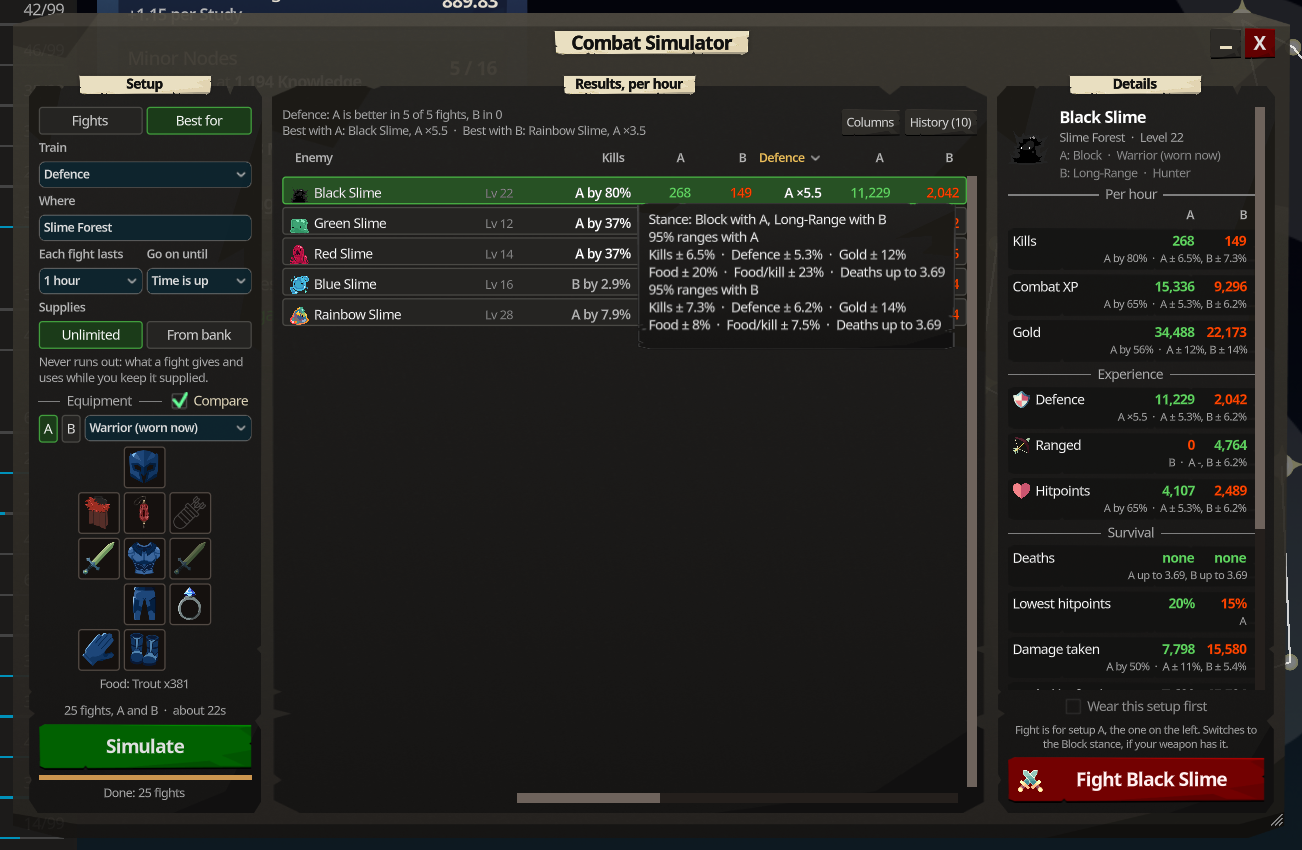 42/99
+1.15 per Study
889.83
Minor Nodes
5 / 16
1,194 Knowledge
Combat Simulator
X
Setup
Fights
Best for
Train
Defence
Where
Slime Forest
Each fight lasts
Go on until
1 hour
Time is up
Supplies
Unlimited
From bank
Never runs out: what a fight gives and
uses while you keep it supplied.
Equipment
Compare
A
B
Warrior (worn now)
Food: Trout x381
25 fights, A and B · about 22s
Simulate
Done: 25 fights
Results, per hour
Defence: A is better in 5 of 5 fights, B in 0
Best with A: Black Slime, A ×5.5 · Best with B: Rainbow Slime, A ×3.5
Columns
History (10)
Enemy Kills A B Defence A B
Black Slime Lv 22 A by 80% 268 149 A ×5.5 11,229 2,042
Green Slime Lv 12 A by 37%
Red Slime Lv 14 A by 37%
Blue Slime Lv 16 B by 2.9%
Rainbow Slime Lv 28 A by 7.9%
Stance: Block with A, Long-Range with B
95% ranges with A
Kills ± 6.5% · Defence ± 5.3% · Gold ± 12%
Food ± 20% · Food/kill ± 23% · Deaths up to 3.69
95% ranges with B
Kills ± 7.3% · Defence ± 6.2% · Gold ± 14%
Food ± 8% · Food/kill ± 7.5% · Deaths up to 3.69
Details
Black Slime
Slime Forest · Level 22
A: Block · Warrior (worn now)
B: Long-Range · Hunter
Per hour
A B
Kills 268 149
A by 80% · A ± 6.5%, B ± 7.3%
Combat XP 15,336 9,296
A by 65% · A ± 5.3%, B ± 6.2%
Gold 34,488 22,173
A by 56% · A ± 12%, B ± 14%
Experience
Defence 11,229 2,042
A ×5.5 · A ± 5.3%, B ± 6.2%
Ranged 0 4,764
B · A -, B ± 6.2%
Hitpoints 4,107 2,489
A by 65% · A ± 5.3%, B ± 6.2%
Survival
Deaths none none
A up to 3.69, B up to 3.69
Lowest hitpoints 20% 15%
A
Damage taken 7,798 15,580
A by 50% · A ± 11%, B ± 5.4%
Wear this setup first
Fight is for setup A, the one on the left. Switches to
the Block stance, if your weapon has it.
Fight Black Slime